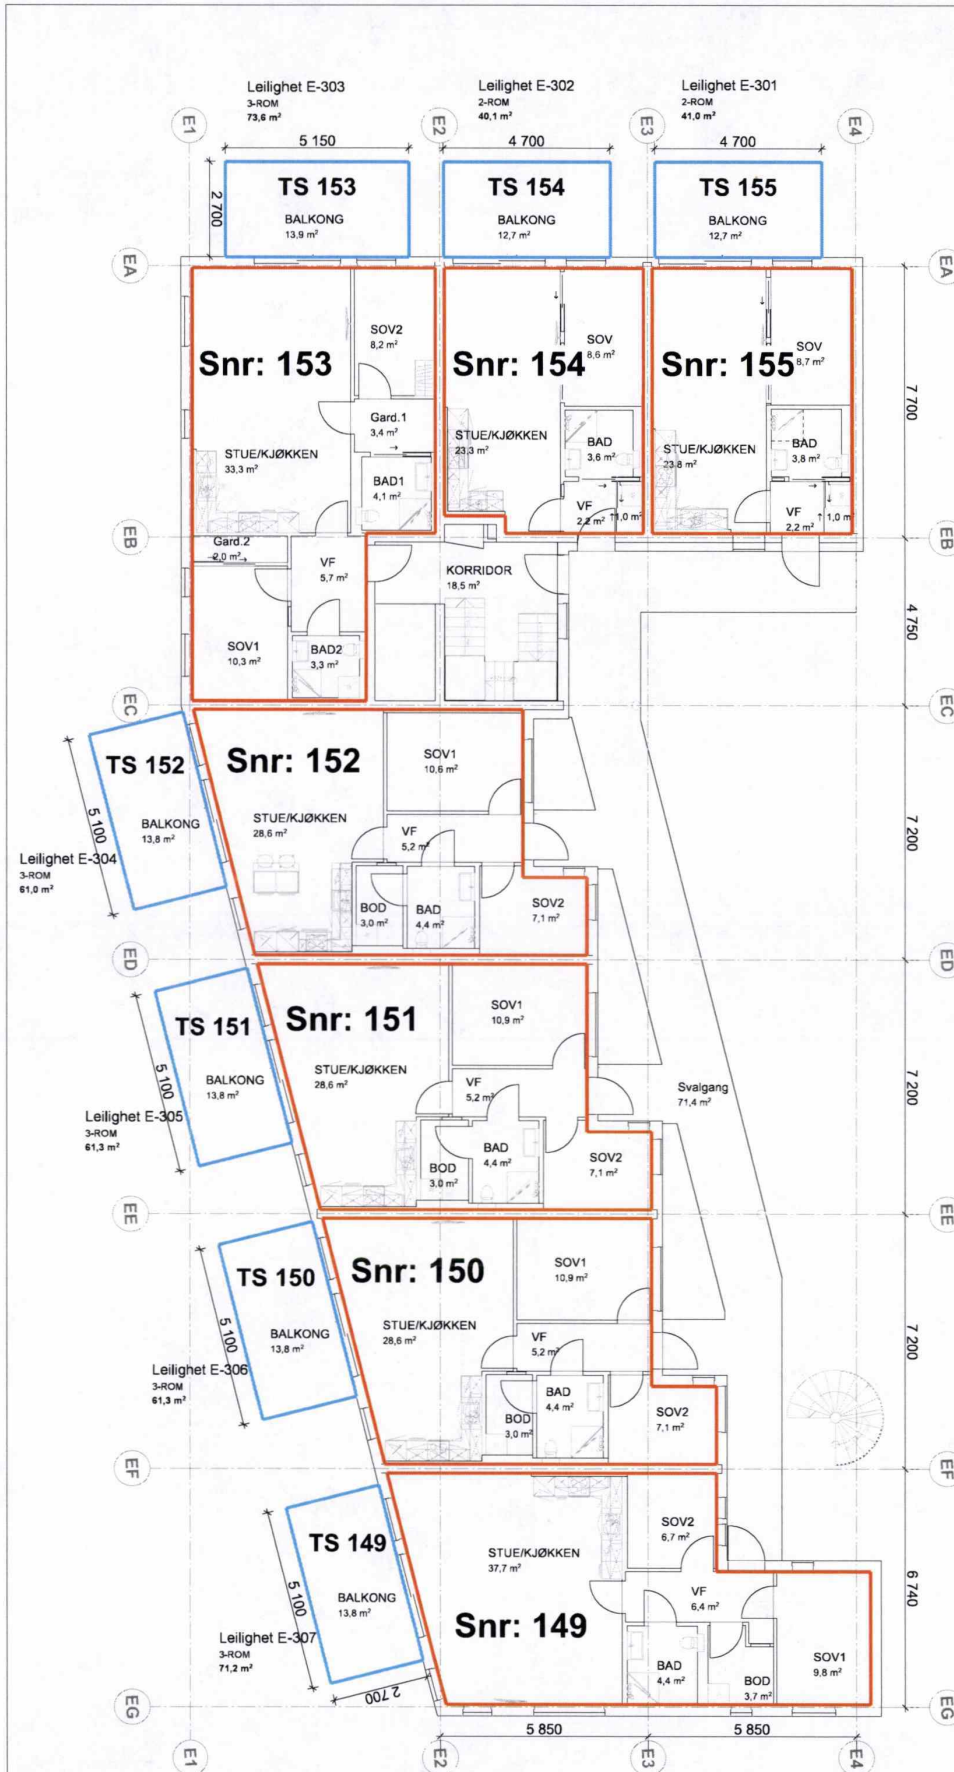 Leilighet E-303
3-ROM
73,6 m²
Leilighet E-302
2-ROM
40,1 m²
Leilighet E-301
2-ROM
41,0 m²
E1
E2
E3
E4
5 150
4 700
4 700
2 700
TS 153
BALKONG
13,9 m²
TS 154
BALKONG
12,7 m²
TS 155
BALKONG
12,7 m²
EA
EA
Snr: 153
SOV2
8,2 m²
Gard.1
3,4 m²
STUE/KJØKKEN
33,3 m²
BAD1
4,1 m²
Snr: 154
SOV
8,6 m²
STUE/KJØKKEN
23,3 m²
BAD
3,6 m²
VF
2,2 m²
1,0 m²
Snr: 155
SOV
8,7 m²
STUE/KJØKKEN
23,8 m²
BAD
3,8 m²
VF
2,2 m²
1,0 m²
7 700
EB
EB
Gard.2
2,0 m²
VF
5,7 m²
KORRIDOR
18,5 m²
SOV1
10,3 m²
BAD2
3,3 m²
4 750
EC
EC
TS 152
BALKONG
13,8 m²
5 100
Leilighet E-304
3-ROM
61,0 m²
Snr: 152
SOV1
10,6 m²
STUE/KJØKKEN
28,6 m²
VF
5,2 m²
BOD
3,0 m²
BAD
4,4 m²
SOV2
7,1 m²
7 200
ED
ED
TS 151
BALKONG
13,8 m²
5 100
Leilighet E-305
3-ROM
61,3 m²
Snr: 151
SOV1
10,9 m²
STUE/KJØKKEN
28,6 m²
VF
5,2 m²
BOD
3,0 m²
BAD
4,4 m²
SOV2
7,1 m²
Svalgang
71,4 m²
7 200
EE
EE
TS 150
BALKONG
13,8 m²
5 100
Leilighet E-306
3-ROM
61,3 m²
Snr: 150
SOV1
10,9 m²
STUE/KJØKKEN
28,6 m²
VF
5,2 m²
BOD
3,0 m²
BAD
4,4 m²
SOV2
7,1 m²
7 200
EF
EF
TS 149
BALKONG
13,8 m²
5 100
2 700
Leilighet E-307
3-ROM
71,2 m²
SOV2
6,7 m²
STUE/KJØKKEN
37,7 m²
VF
6,4 m²
Snr: 149
BAD
4,4 m²
BOD
3,7 m²
SOV1
9,8 m²
6 740
EG
EG
5 850
5 850
E1
E2
E3
E4